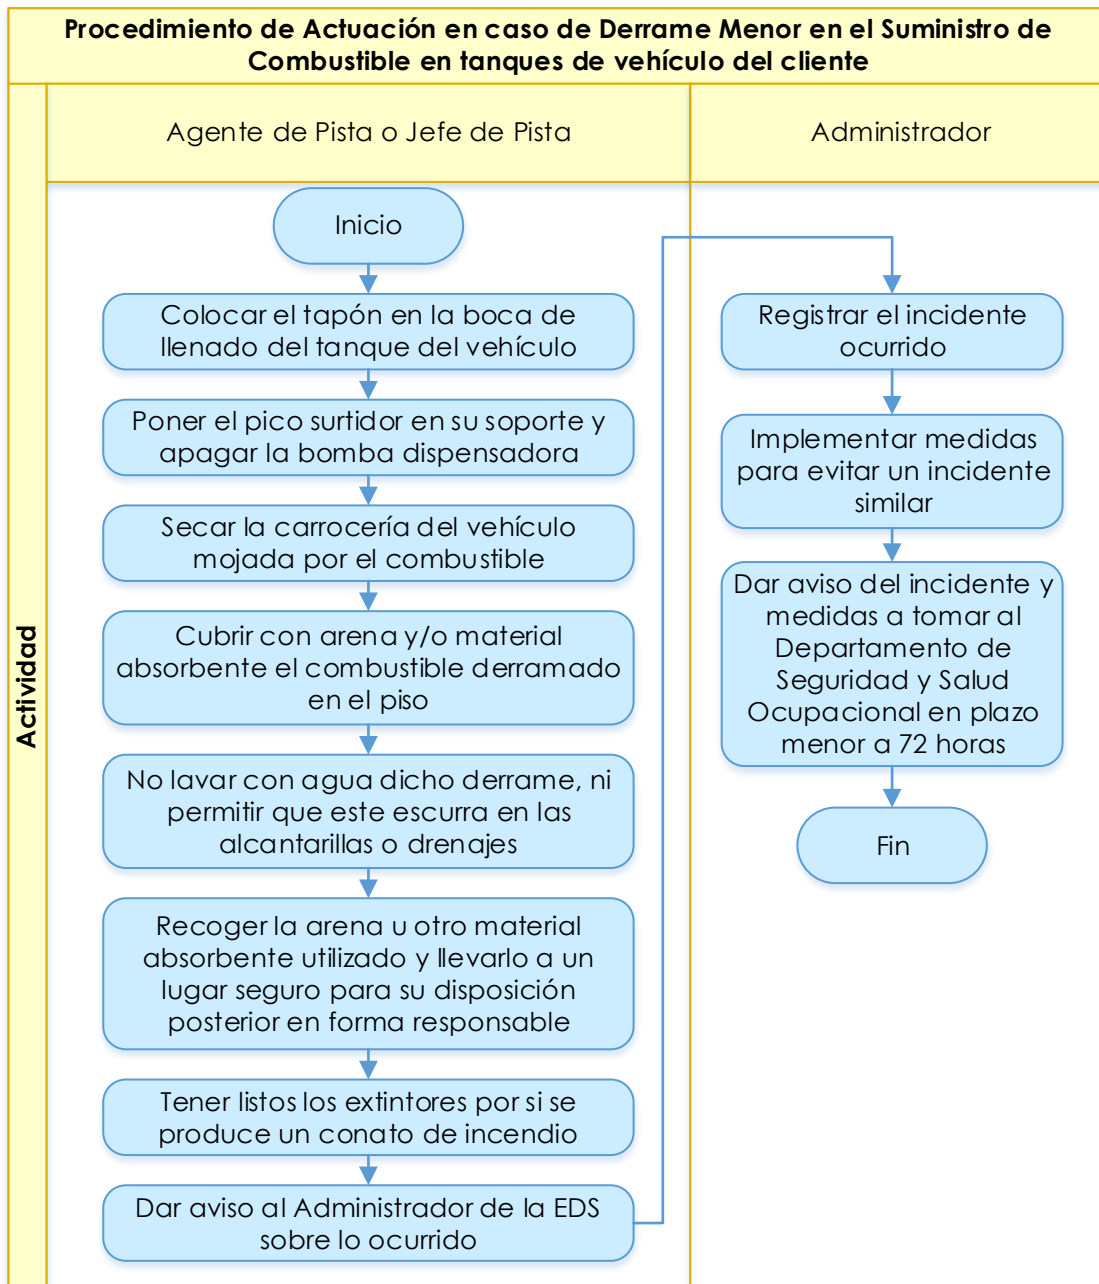 Procedimiento de Actuación en caso de Derrame Menor en el Suministro de
Combustible en tanques de vehículo del cliente
Agente de Pista o Jefe de Pista
Administrador
Actividad
Inicio
Colocar el tapón en la boca de
llenado del tanque del vehículo
Poner el pico surtidor en su soporte y
apagar la bomba dispensadora
Secar la carrocería del vehículo
mojada por el combustible
Cubrir con arena y/o material
absorbente el combustible derramado
en el piso
No lavar con agua dicho derrame, ni
permitir que este escurra en las
alcantarillas o drenajes
Recoger la arena u otro material
absorbente utilizado y llevarlo a un
lugar seguro para su disposición
posterior en forma responsable
Tener listos los extintores por si se
produce un conato de incendio
Dar aviso al Administrador de la EDS
sobre lo ocurrido
Registrar el incidente
ocurrido
Implementar medidas
para evitar un incidente
similar
Dar aviso del incidente y
medidas a tomar al
Departamento de
Seguridad y Salud
Ocupacional en plazo
menor a 72 horas
Fin